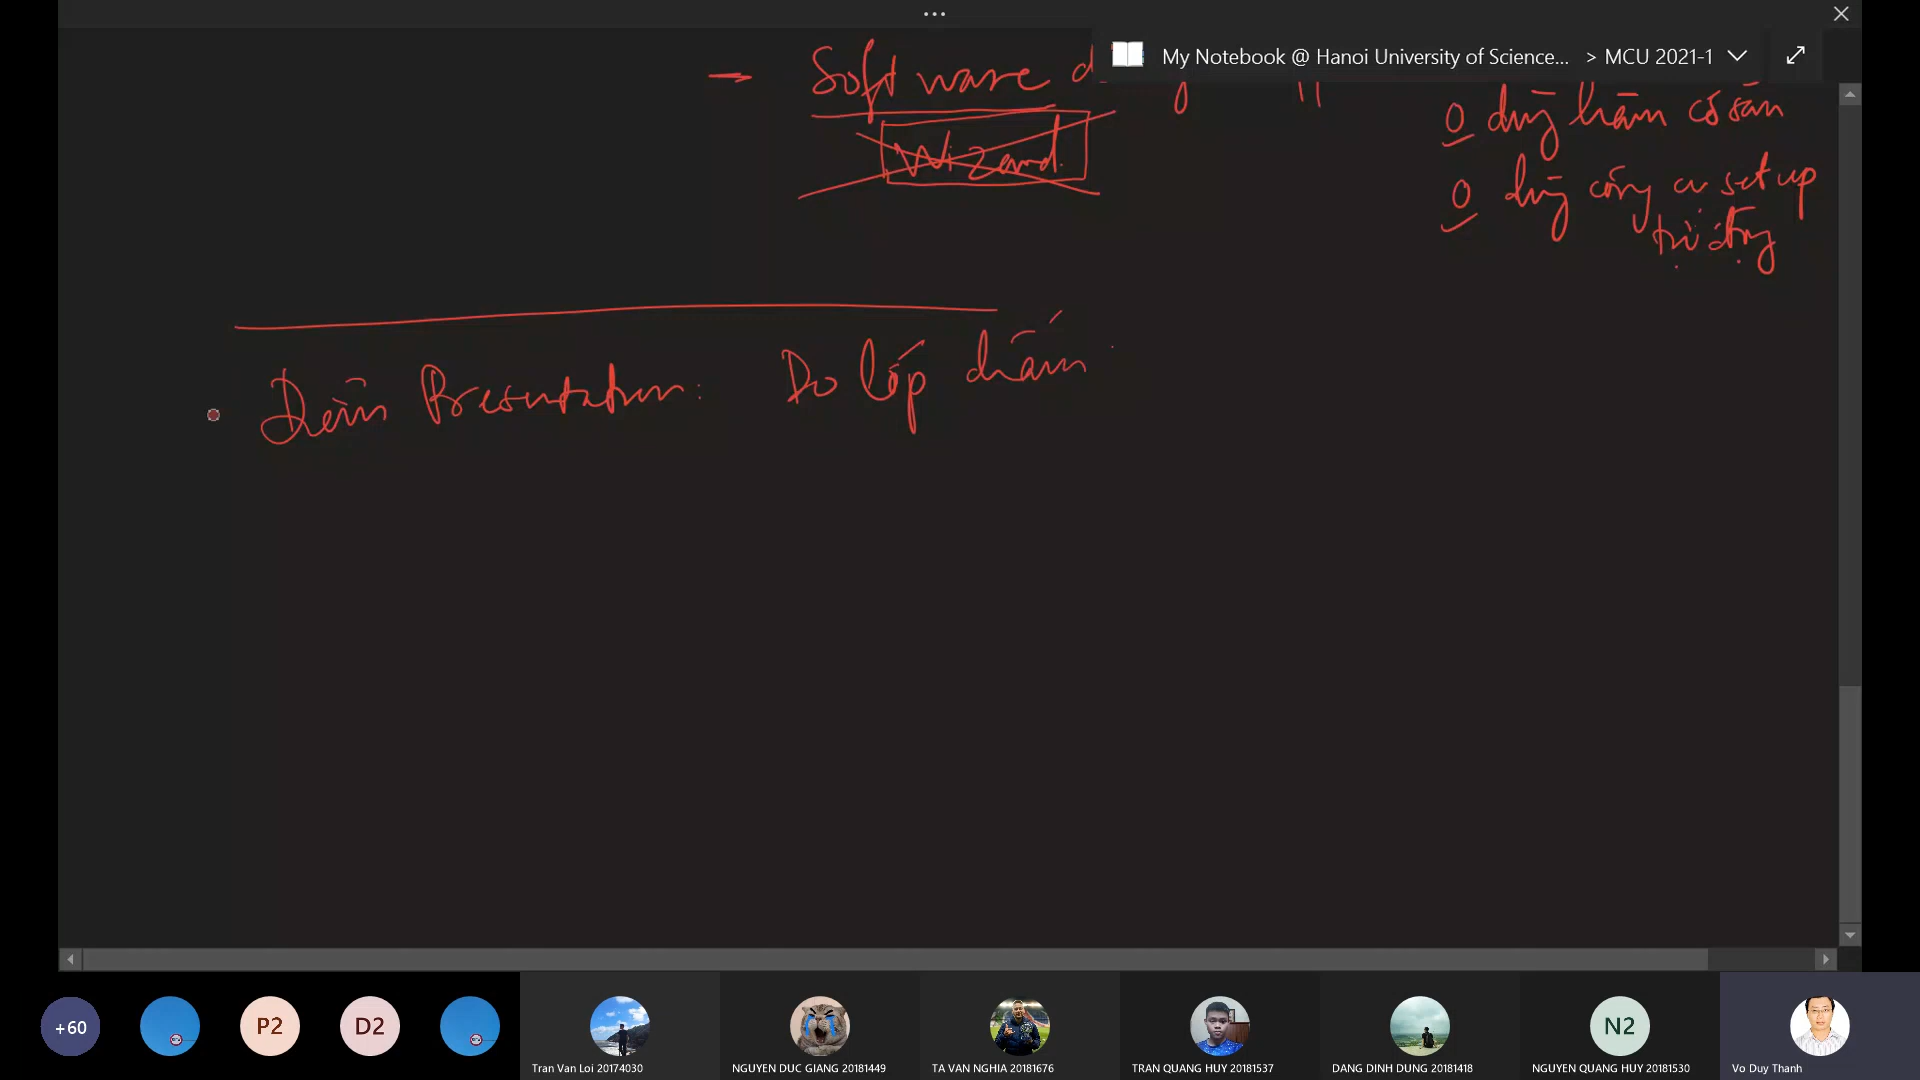 My Notebook @ Hanoi University of Science... > MCU 2021-1
→ Software
Wizard.
o dùng hàm có sẵn
o dùng công cụ setup
tự động
Điểm Presentation: Do lớp chấm
+60
P2
D2
N2
Tran Van Loi 20174030
NGUYEN DUC GIANG 20181449
TA VAN NGHIA 20181676
TRAN QUANG HUY 20181537
DANG DINH DUNG 20181418
NGUYEN QUANG HUY 20181530
Vo Duy Thanh